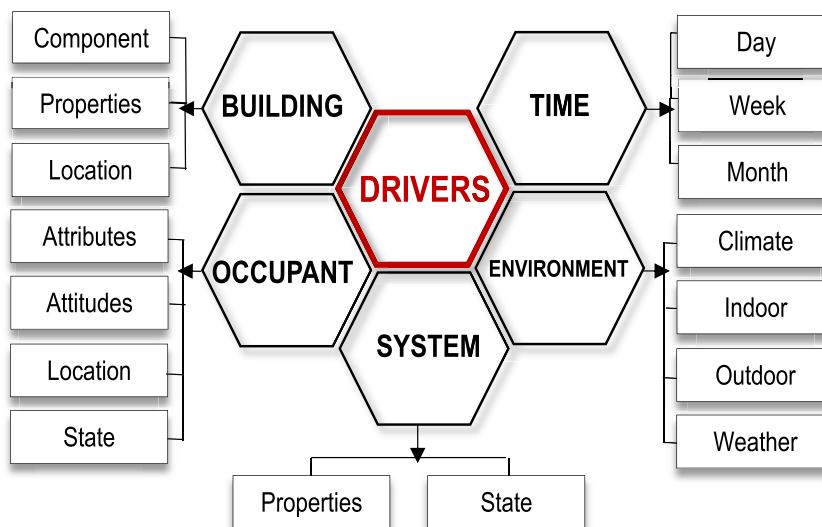 Component
Properties
Location
BUILDING
TIME
Day
Week
Month
DRIVERS
Attributes
Attitudes
Location
State
OCCUPANT
ENVIRONMENT
Climate
Indoor
Outdoor
Weather
SYSTEM
Properties
State